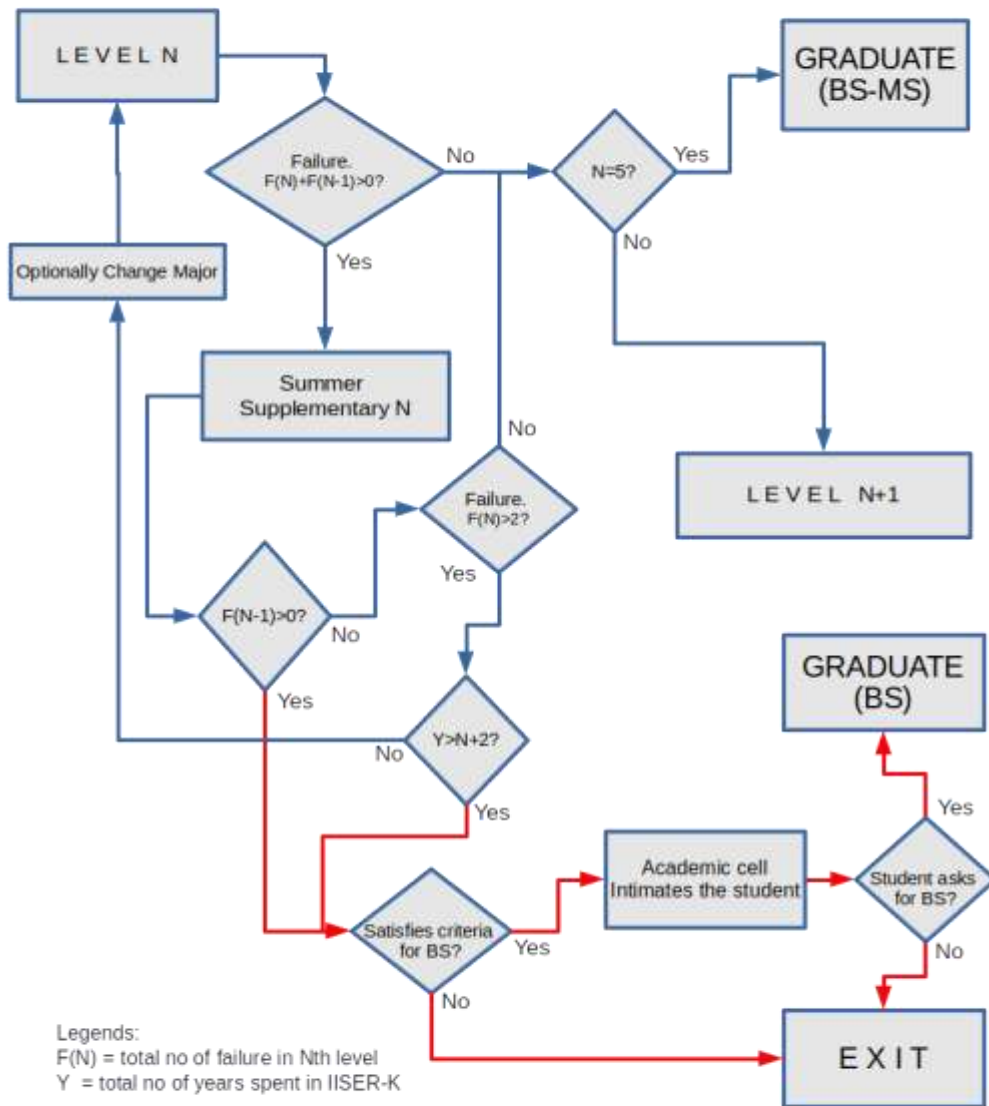 L E V E L N
GRADUATE
(BS-MS)
Failure.
F(N)+F(N-1)>0?
No
N=5?
Yes
Yes
No
Optionally Change Major
Summer
Supplementary N
No
Failure.
F(N)>2?
L E V E L N+1
Yes
F(N-1)>0?
No
Yes
GRADUATE
(BS)
Y>N+2?
No
Yes
Yes
Academic cell
Intimates the student
Student asks
for BS?
Satisfies criteria
for BS?
Yes
No
No
E X I T
Legends:
F(N) = total no of failure in Nth level
Y = total no of years spent in IISER-K